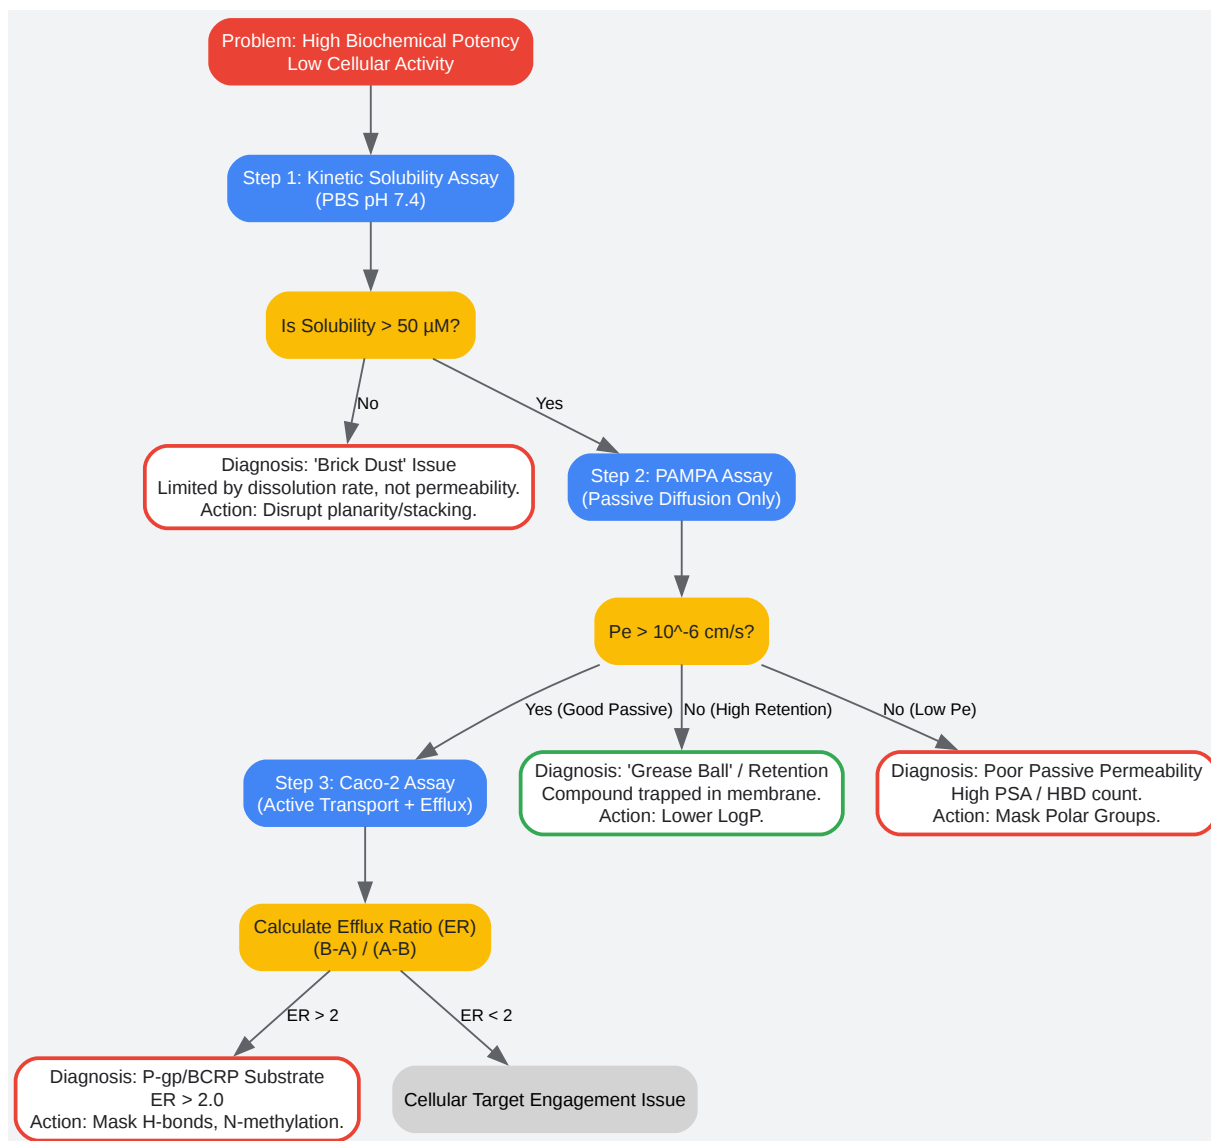 Problem: High Biochemical Potency
Low Cellular Activity
Step 1: Kinetic Solubility Assay
(PBS pH 7.4)
Is Solubility > 50 µM?
No
Yes
Diagnosis: 'Brick Dust' Issue
Limited by dissolution rate, not permeability.
Action: Disrupt planarity/stacking.
Step 2: PAMPA Assay
(Passive Diffusion Only)
Pe > 10^-6 cm/s?
Yes (Good Passive)
No (High Retention)
No (Low Pe)
Step 3: Caco-2 Assay
(Active Transport + Efflux)
Diagnosis: 'Grease Ball' / Retention
Compound trapped in membrane.
Action: Lower LogP.
Diagnosis: Poor Passive Permeability
High PSA / HBD count.
Action: Mask Polar Groups.
Calculate Efflux Ratio (ER)
(B-A) / (A-B)
ER > 2
ER < 2
Diagnosis: P-gp/BCRP Substrate
ER > 2.0
Action: Mask H-bonds, N-methylation.
Cellular Target Engagement Issue